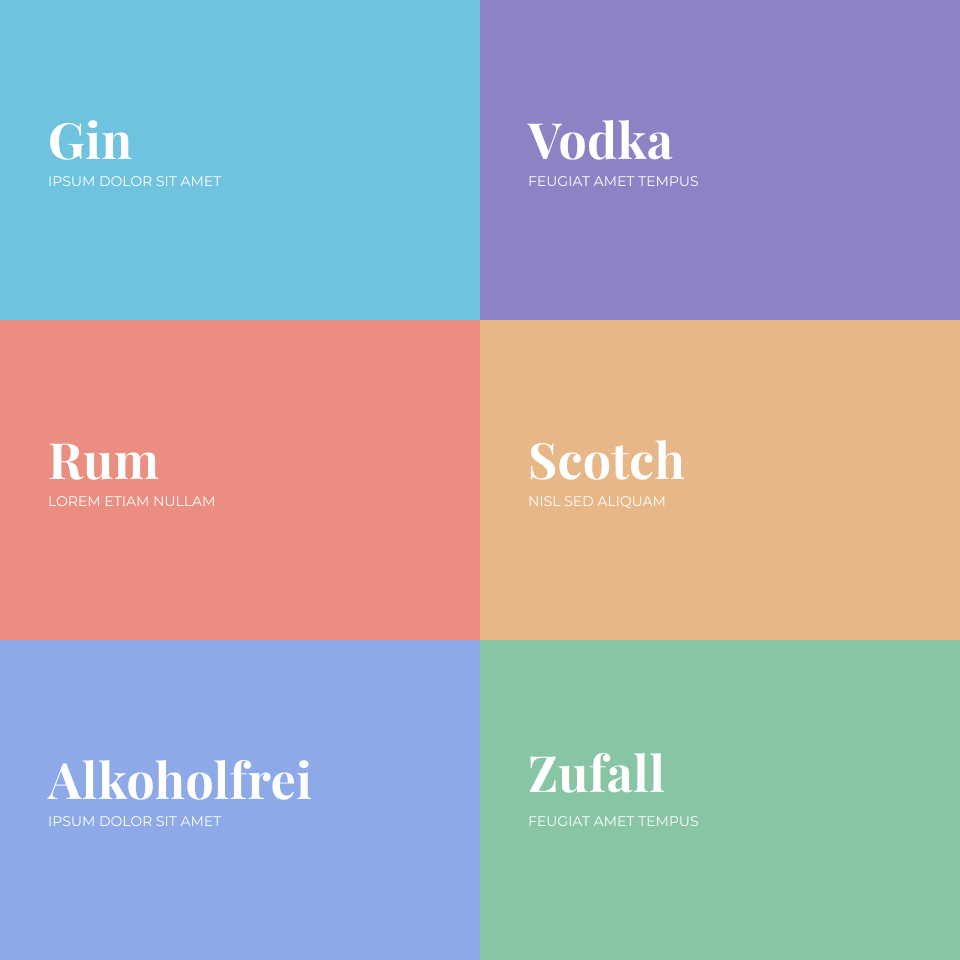 Gin
IPSUM DOLOR SIT AMET
Vodka
FEUGIAT AMET TEMPUS
Rum
LOREM ETIAM NULLAM
Scotch
NISL SED ALIQUAM
Alkoholfrei
IPSUM DOLOR SIT AMET
Zufall
FEUGIAT AMET TEMPUS